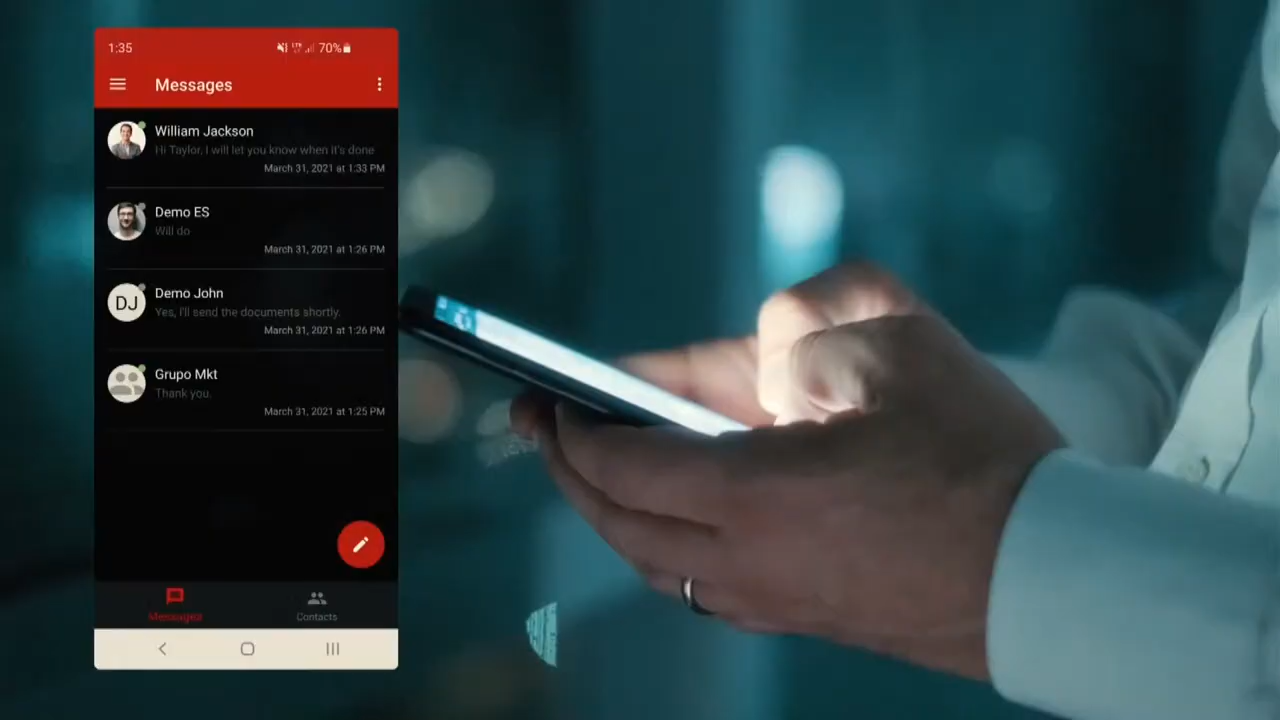 1:35
LTE
70%
Messages
William Jackson
Hi Taylor, I will let you know when it's done
March 31, 2021 at 1:33 PM
Demo ES
Will do
March 31, 2021 at 1:26 PM
DJ
Demo John
Yes, I'll send the documents shortly.
March 31, 2021 at 1:26 PM
Grupo Mkt
Thank you.
March 31, 2021 at 1:25 PM
Messages
Contacts